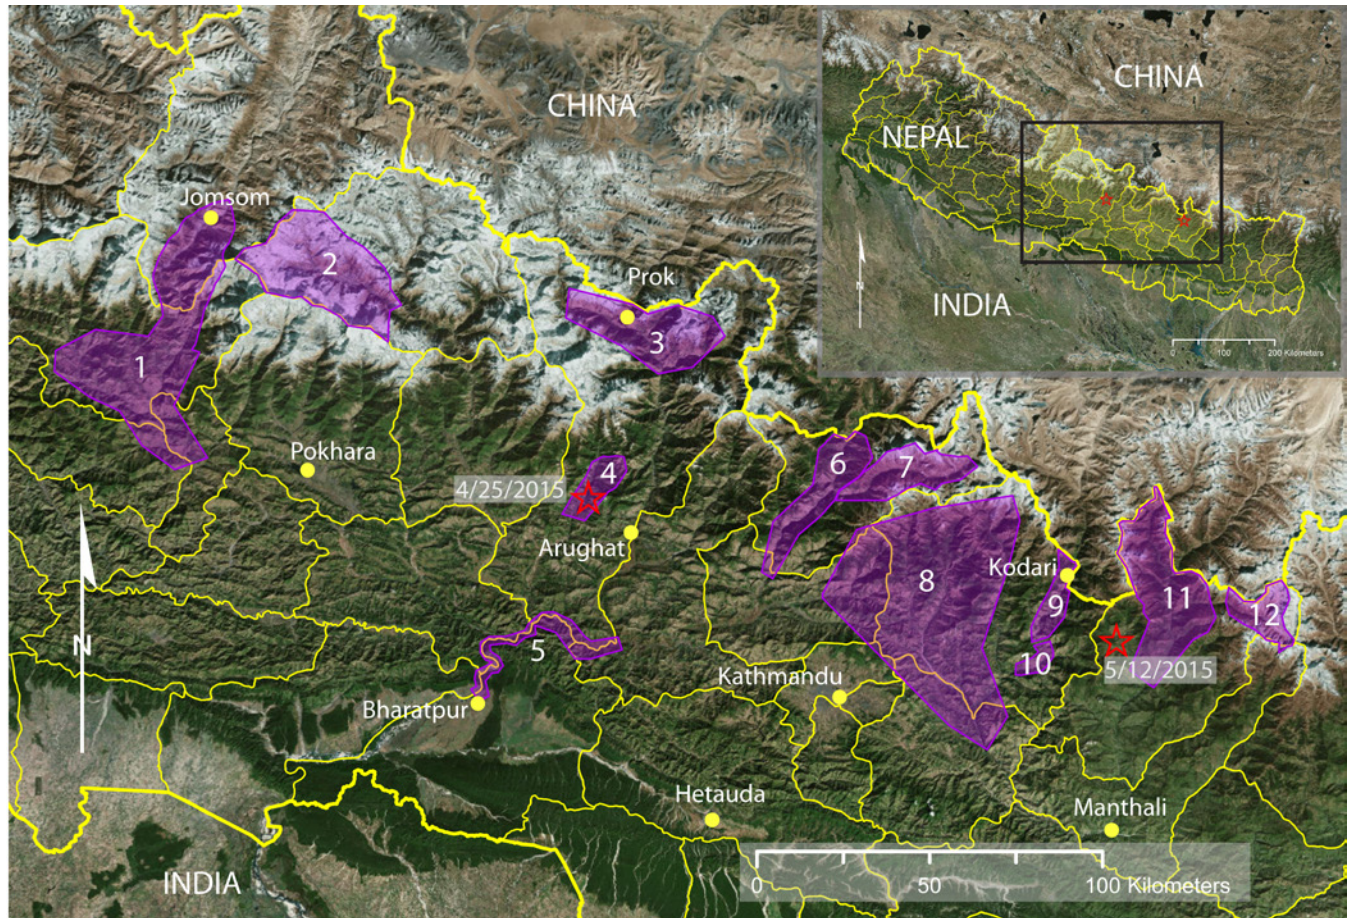 CHINA
Jomsom
2
Prok
3
1
Pokhara
4/25/2015
4
Arughat
6
7
8
Kodari
9
11
12
10
5/12/2015
5
Kathmandu
Bharatpur
N
Hetauda
Manthali
INDIA
0 50 100 Kilometers
CHINA
NEPAL
INDIA
N
0 100 200 Kilometers